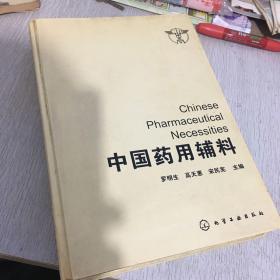 Chinese
Pharmaceutical
Necessities
中国药用辅料
罗明生 高天惠 宋民宪 主编
化学工业出版社